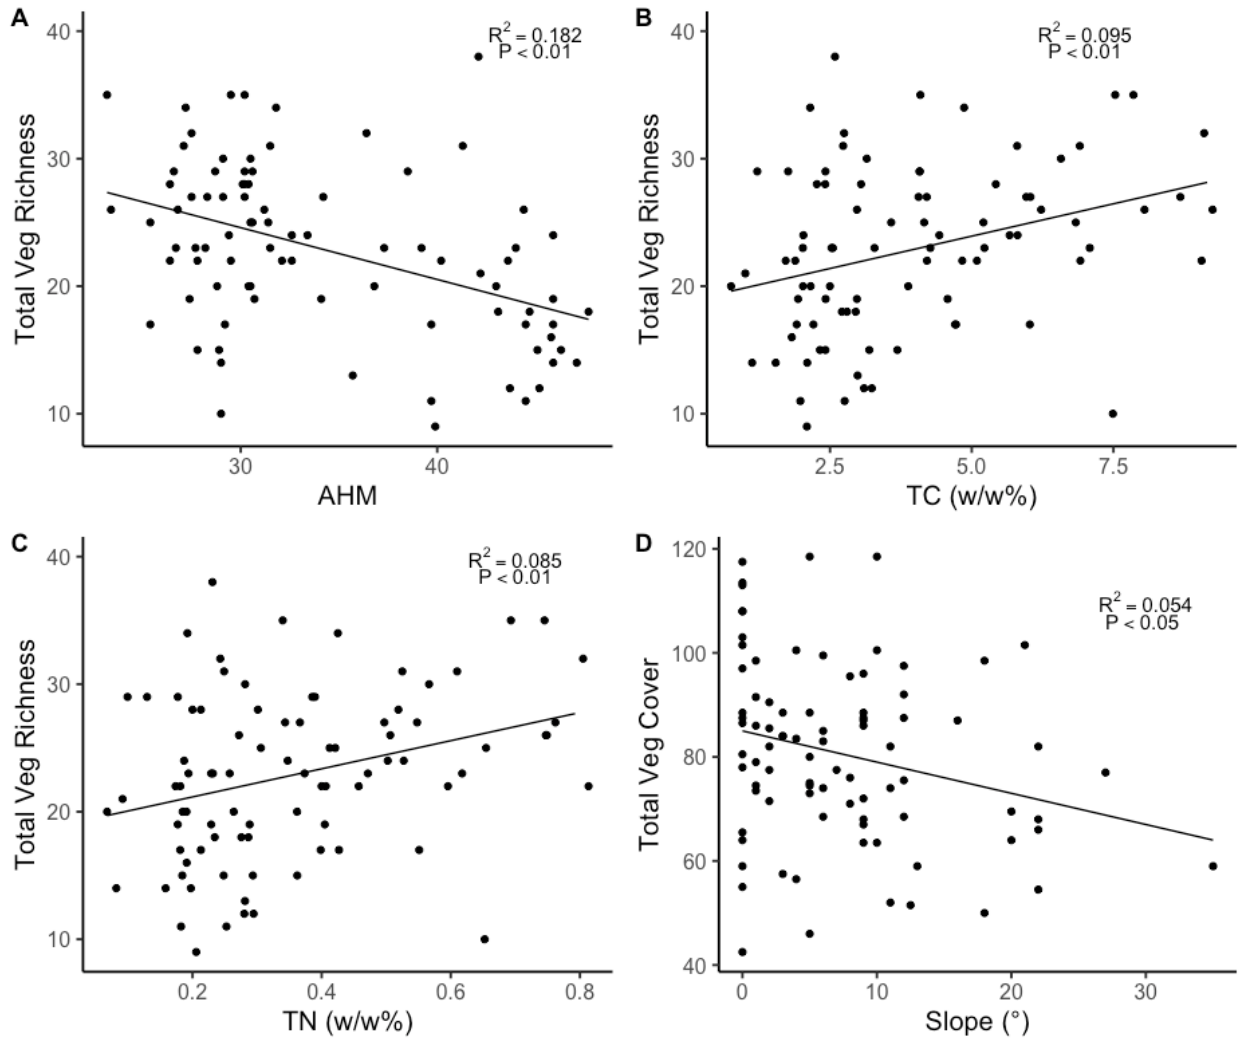 A
R² = 0.182
P < 0.01
40
30
20
10
Total Veg Richness
30
40
AHM
B
R² = 0.095
P < 0.01
40
30
20
10
Total Veg Richness
2.5
5.0
7.5
TC (w/w%)
C
R² = 0.085
P < 0.01
40
30
20
10
Total Veg Richness
0.2
0.4
0.6
0.8
TN (w/w%)
D
R² = 0.054
P < 0.05
120
100
80
60
40
Total Veg Cover
0
10
20
30
Slope (°)